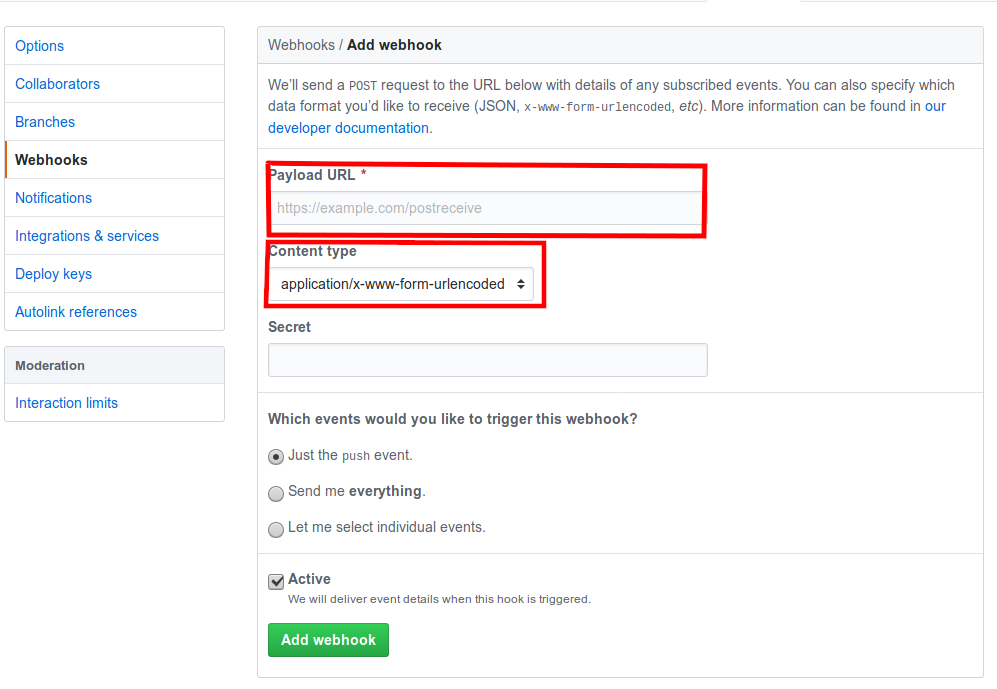 Options
Collaborators
Branches
Webhooks
Notifications
Integrations & services
Deploy keys
Autolink references
Moderation
Interaction limits
Webhooks / Add webhook
We’ll send a POST request to the URL below with details of any subscribed events. You can also specify which
data format you’d like to receive (JSON, x-www-form-urlencoded, etc). More information can be found in our
developer documentation.
Payload URL *
https://example.com/postreceive
Content type
application/x-www-form-urlencoded
Secret
Which events would you like to trigger this webhook?
Just the push event.
Send me everything.
Let me select individual events.
Active
We will deliver event details when this hook is triggered.
Add webhook